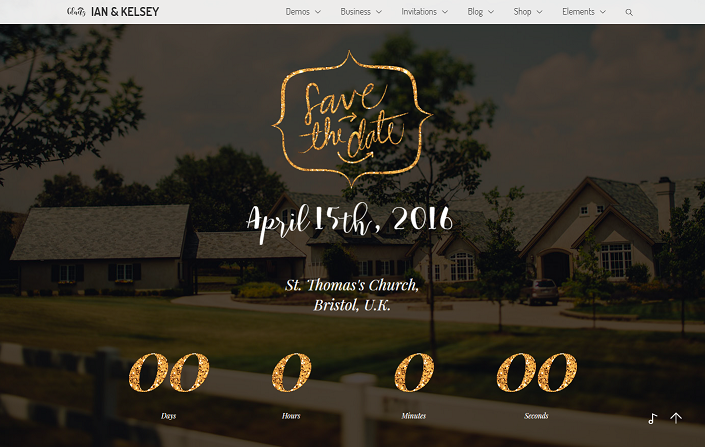 Giants IAN & KELSEY Demos Business Invitations Blog Shop Elements
Save
the date
April 15th, 2016
St. Thomas's Church,
Bristol, U.K.
00 0 0 00
Days Hours Minutes Seconds